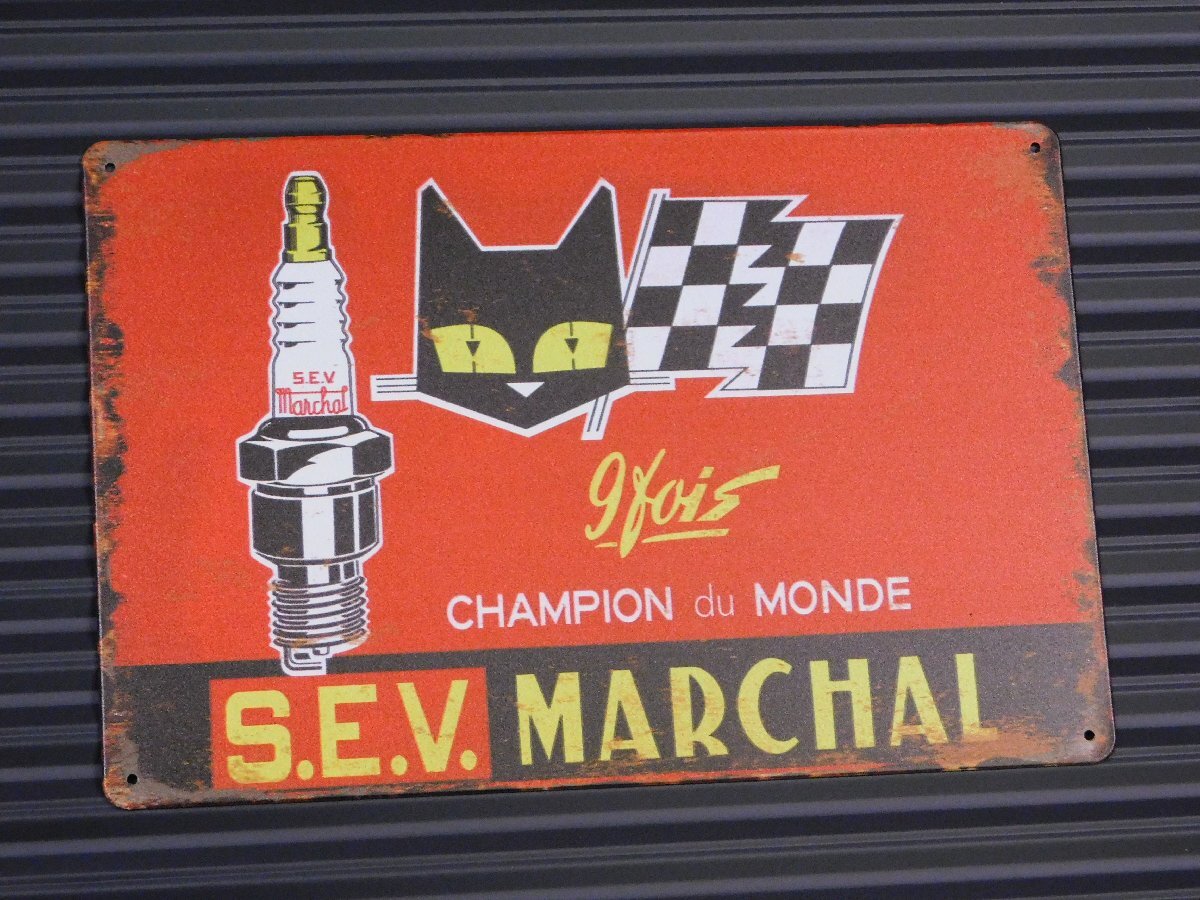 S.E.V
Marchal
9 fois
CHAMPION du MONDE
S.E.V. MARCHAL